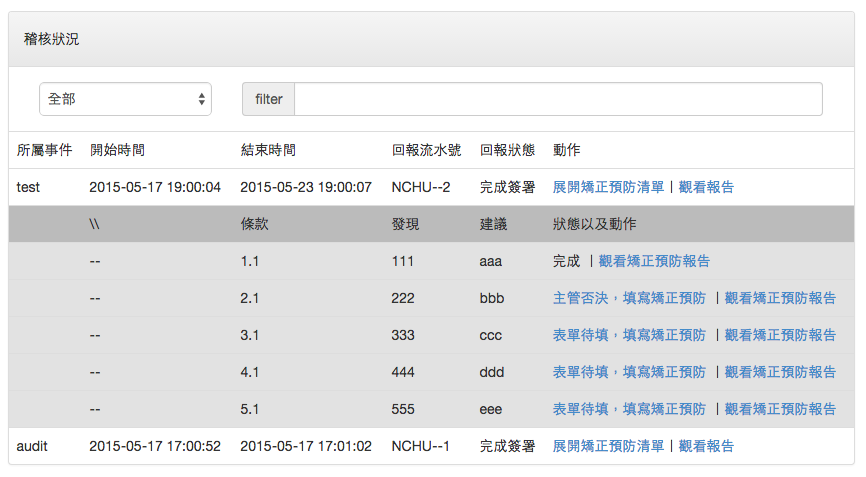 稽核狀況
全部 filter
所屬事件 開始時間 結束時間 回報流水號 回報狀態 動作
test 2015-05-17 19:00:04 2015-05-23 19:00:07 NCHU--2 完成簽署 展開矯正預防清單 | 觀看報告
\\ 條款 發現 建議 狀態以及動作
-- 1.1 111 aaa 完成 | 觀看矯正預防報告
-- 2.1 222 bbb 主管否決，填寫矯正預防 | 觀看矯正預防報告
-- 3.1 333 ccc 表單待填，填寫矯正預防 | 觀看矯正預防報告
-- 4.1 444 ddd 表單待填，填寫矯正預防 | 觀看矯正預防報告
-- 5.1 555 eee 表單待填，填寫矯正預防 | 觀看矯正預防報告
audit 2015-05-17 17:00:52 2015-05-17 17:01:02 NCHU--1 完成簽署 展開矯正預防清單 | 觀看報告